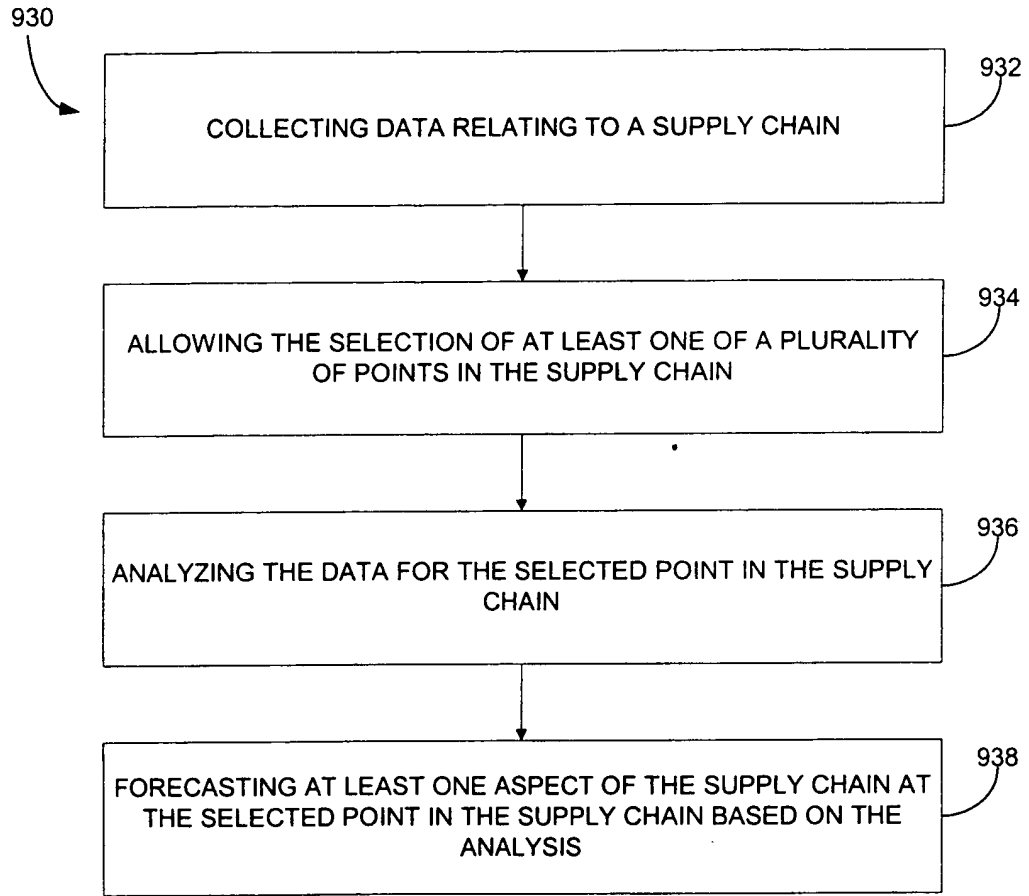 930
932
COLLECTING DATA RELATING TO A SUPPLY CHAIN
934
ALLOWING THE SELECTION OF AT LEAST ONE OF A PLURALITY
OF POINTS IN THE SUPPLY CHAIN
936
ANALYZING THE DATA FOR THE SELECTED POINT IN THE SUPPLY
CHAIN
938
FORECASTING AT LEAST ONE ASPECT OF THE SUPPLY CHAIN AT
THE SELECTED POINT IN THE SUPPLY CHAIN BASED ON THE
ANALYSIS